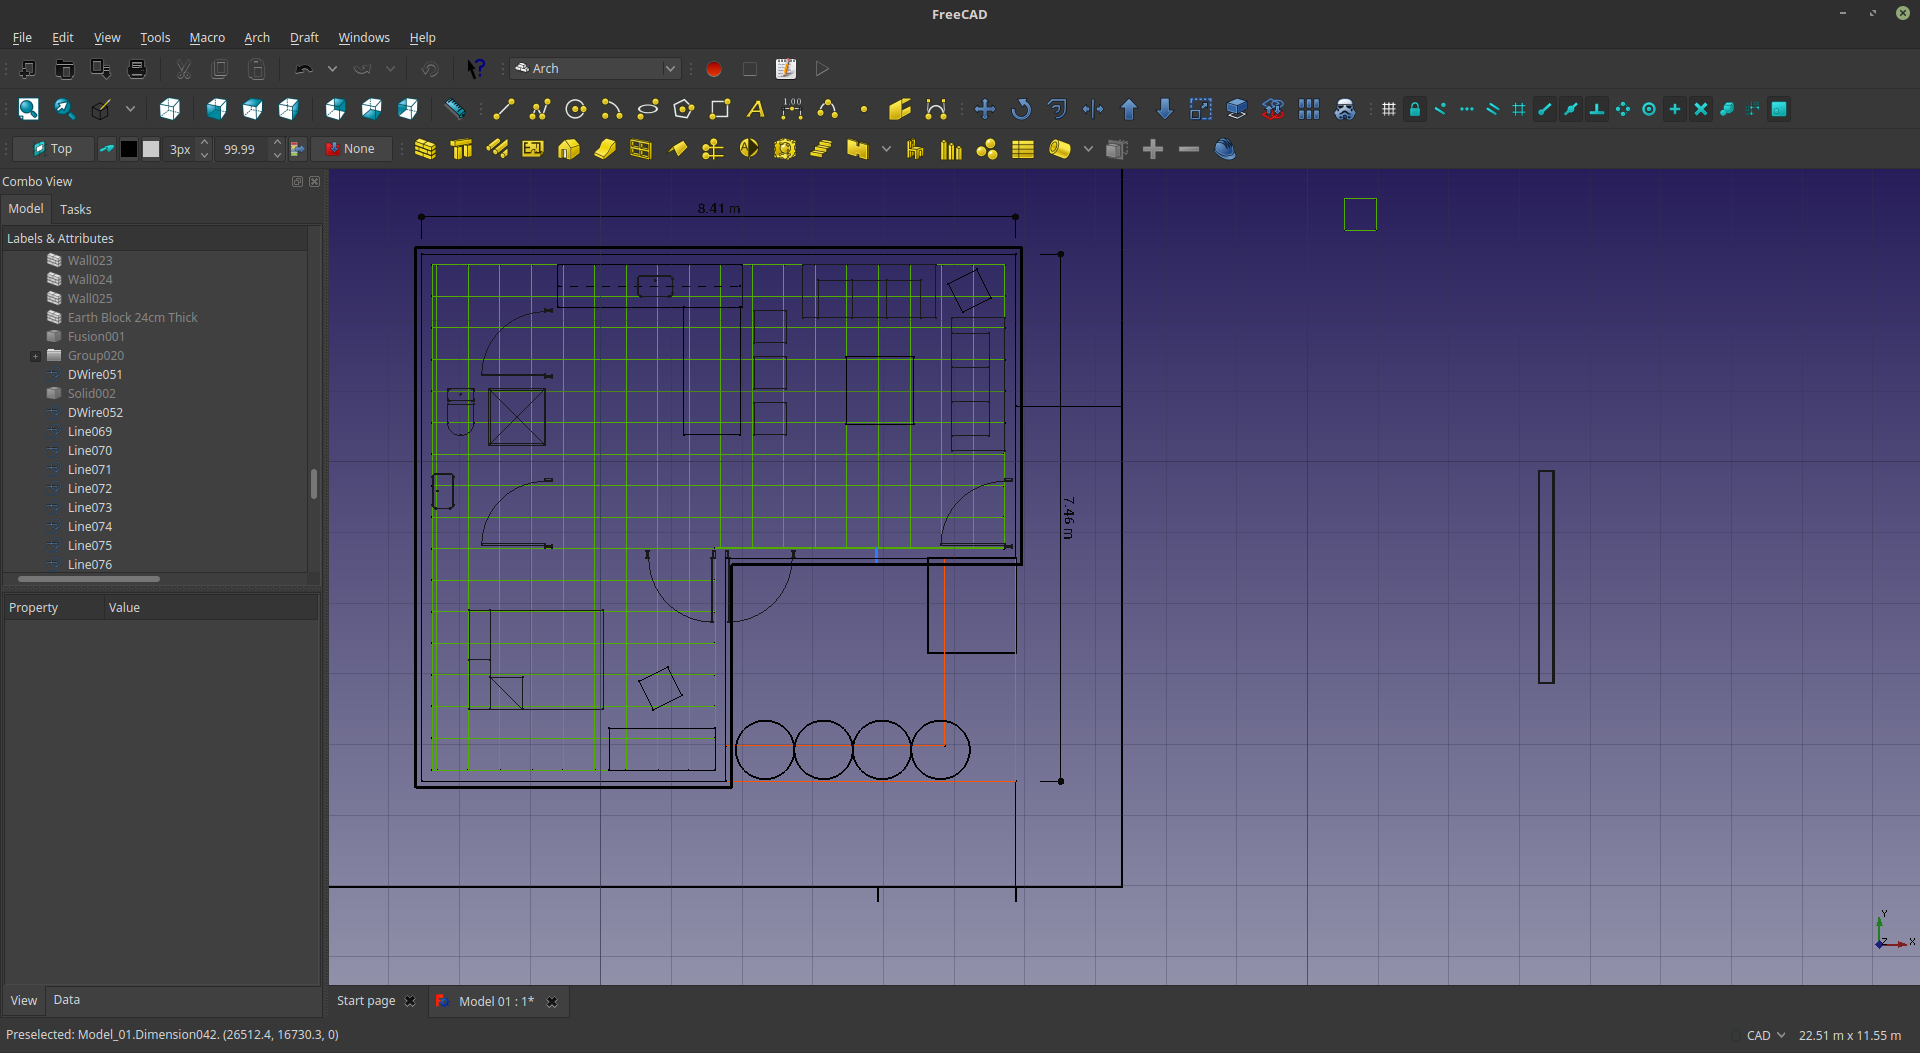 FreeCAD
File Edit View Tools Macro Arch Draft Windows Help
Arch
1.00
Top 3px 99.99 None
Combo View
Model Tasks
Labels & Attributes
Wall023
Wall024
Wall025
Earth Block 24cm Thick
Fusion001
Group020
DWire051
Solid002
DWire052
Line069
Line070
Line071
Line072
Line073
Line074
Line075
Line076
Property Value
View Data
8.41 m
7.46 m
Y
Z X
Start page Model 01 : 1*
Preselected: Model_01.Dimension042. (26512.4, 16730.3, 0)
CAD 22.51 m x 11.55 m